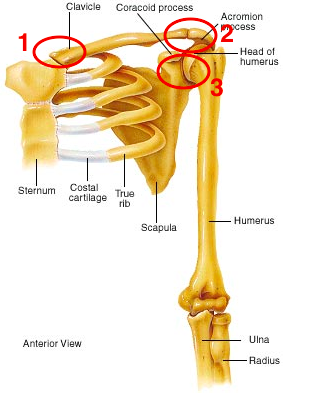 Clavicle
Coracoid process
Acromion
process
1
2
Head of
humerus
3
Sternum
Costal
cartilage
True
rib
Scapula
Humerus
Anterior View
Ulna
Radius